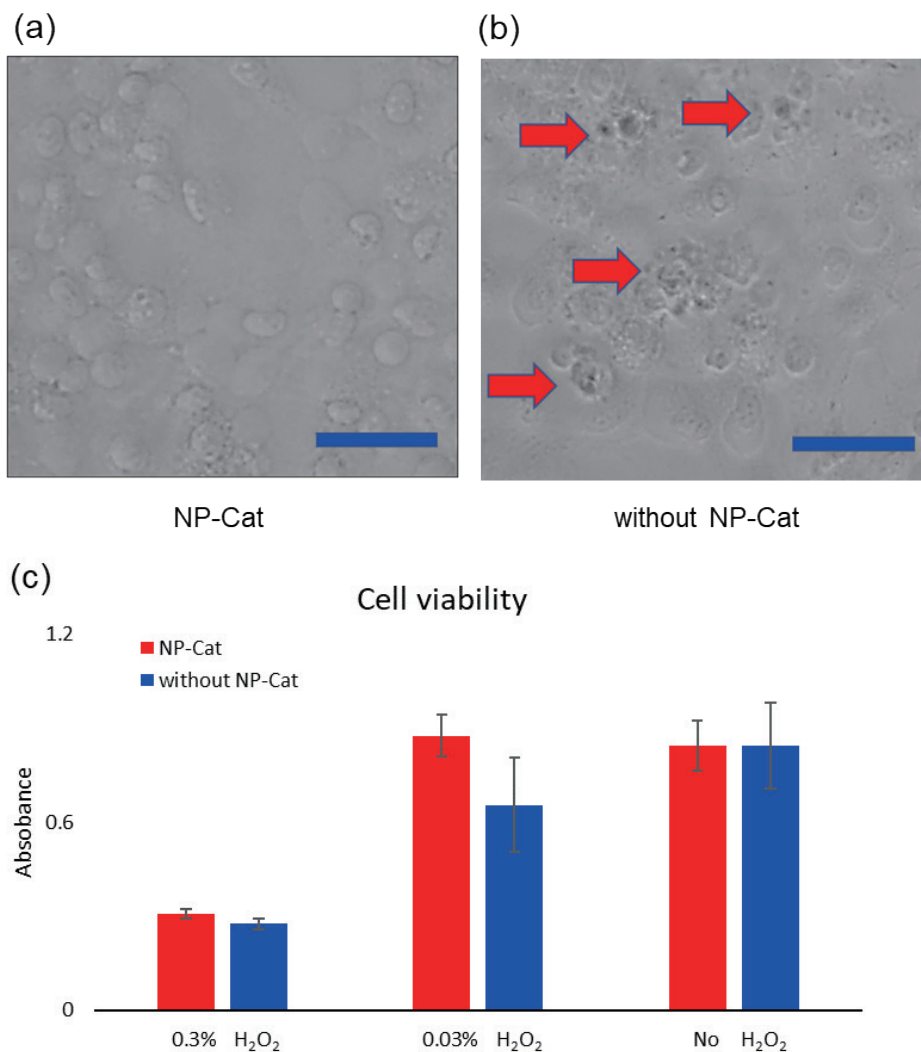 (a)
(b)
NP-Cat
without NP-Cat
(c)
Cell viability
1.2
NP-Cat
without NP-Cat
Absobance
0.6
0
0.3% H₂O₂
0.03% H₂O₂
No H₂O₂